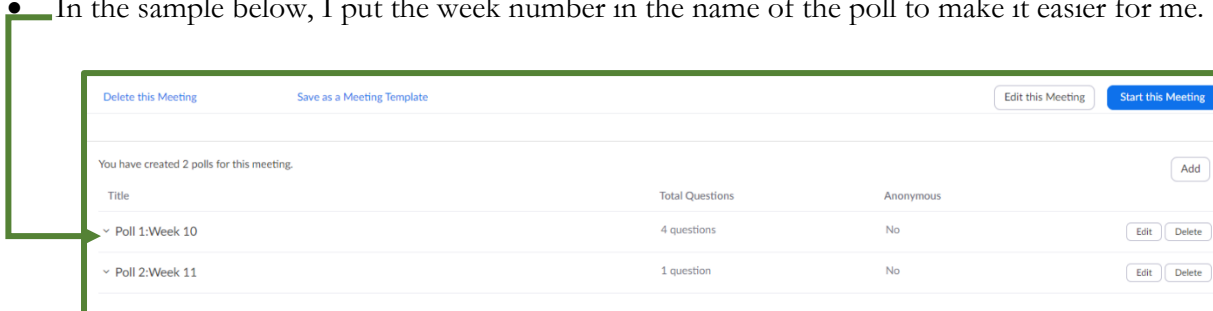 • In the sample below, I put the week number in the name of the poll to make it easier for me.
Delete this Meeting Save as a Meeting Template Edit this Meeting Start this Meeting
You have created 2 polls for this meeting. Add
Title Total Questions Anonymous
Poll 1:Week 10 4 questions No Edit Delete
Poll 2:Week 11 1 question No Edit Delete